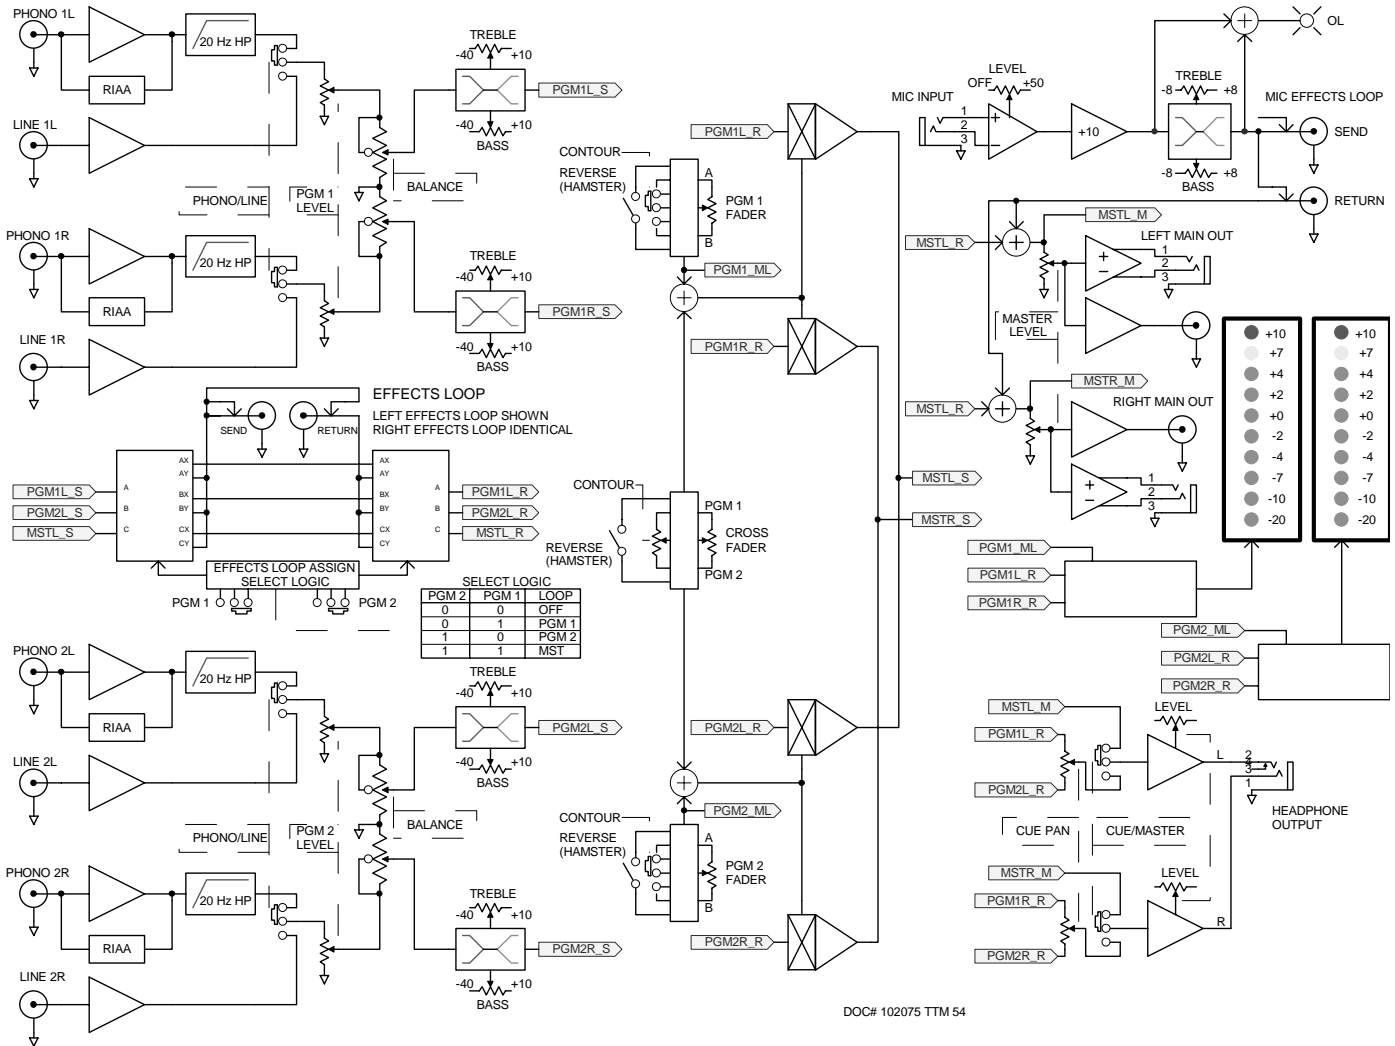 PHONO 1L
20 Hz HP
RIAA
LINE 1L
PHONO/LINE
PGM 1
LEVEL
BALANCE
TREBLE
-40 +10
-40 +10
BASS
PGM1L_S
PHONO 1R
20 Hz HP
RIAA
LINE 1R
TREBLE
-40 +10
-40 +10
BASS
PGM1R_S
EFFECTS LOOP
LEFT EFFECTS LOOP SHOWN
RIGHT EFFECTS LOOP IDENTICAL
SEND
RETURN
PGM1L_S
PGM2L_S
MSTL_S
A
B
C
AX
AY
BX
BY
CX
CY
AX
AY
BX
BY
CX
CY
A
B
C
PGM1L_R
PGM2L_R
MSTL_R
EFFECTS LOOP ASSIGN
SELECT LOGIC
PGM 1
PGM 2
SELECT LOGIC
PGM 2 PGM 1 LOOP
0 0 OFF
0 1 PGM 1
1 0 PGM 2
1 1 MST
PHONO 2L
20 Hz HP
RIAA
LINE 2L
PHONO/LINE
PGM 2
LEVEL
BALANCE
TREBLE
-40 +10
-40 +10
BASS
PGM2L_S
PHONO 2R
20 Hz HP
RIAA
LINE 2R
TREBLE
-40 +10
-40 +10
BASS
PGM2R_S
PGM1L_R
CONTOUR
REVERSE
(HAMSTER)
A
PGM 1
FADER
B
PGM1_ML
PGM1R_R
CONTOUR
REVERSE
(HAMSTER)
PGM 1
CROSS
FADER
PGM 2
PGM2L_R
PGM2_ML
CONTOUR
REVERSE
(HAMSTER)
A
PGM 2
FADER
B
PGM2R_R
MSTL_S
MSTR_S
MIC INPUT
1
2
3
LEVEL
OFF +50
+
−
+10
TREBLE
-8 +8
-8 +8
BASS
OL
MIC EFFECTS LOOP
SEND
RETURN
MSTL_R
MSTL_M
LEFT MAIN OUT
+
−
1
2
3
MASTER
LEVEL
MSTL_R
MSTR_M
RIGHT MAIN OUT
+
−
1
2
3
+10
+7
+4
+2
+0
-2
-4
-7
-10
-20
+10
+7
+4
+2
+0
-2
-4
-7
-10
-20
PGM1_ML
PGM1L_R
PGM1R_R
PGM2_ML
PGM2L_R
PGM2R_R
MSTL_M
PGM1L_R
PGM2L_R
LEVEL
L
2
4
3
1
HEADPHONE
OUTPUT
CUE PAN
CUE/MASTER
MSTR_M
PGM1R_R
PGM2R_R
LEVEL
R
DOC# 102075 TTM 54